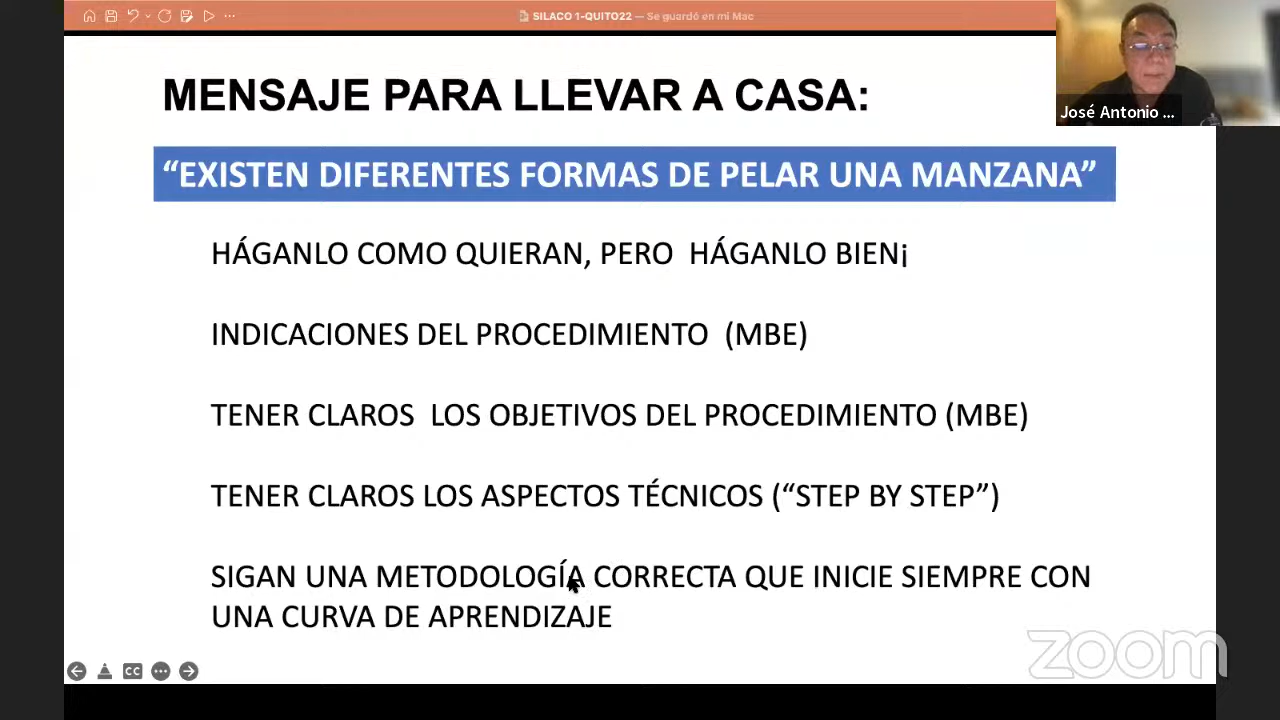 SILACO 1-QUITO22 — Se guardó en mi Mac
MENSAJE PARA LLEVAR A CASA:
José Antonio ...
“EXISTEN DIFERENTES FORMAS DE PELAR UNA MANZANA”
HÁGANLO COMO QUIERAN, PERO HÁGANLO BIEN¡
INDICACIONES DEL PROCEDIMIENTO (MBE)
TENER CLAROS LOS OBJETIVOS DEL PROCEDIMIENTO (MBE)
TENER CLAROS LOS ASPECTOS TÉCNICOS (“STEP BY STEP”)
SIGAN UNA METODOLOGÍA CORRECTA QUE INICIE SIEMPRE CON
UNA CURVA DE APRENDIZAJE
CC
zoom